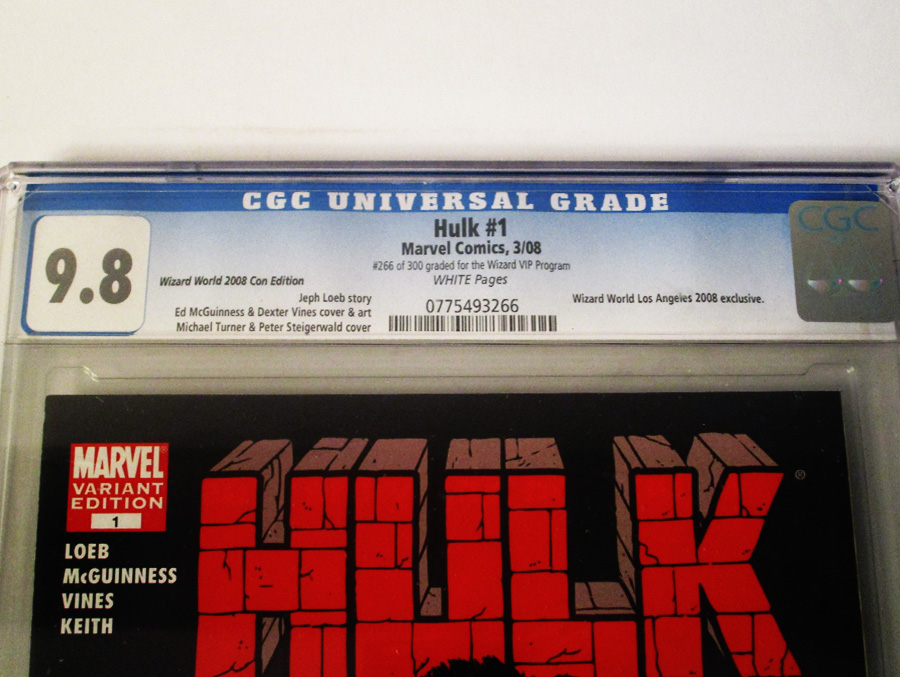 CGC UNIVERSAL GRADE
9.8
Hulk #1
Marvel Comics, 3/08
#266 of 300 graded for the Wizard VIP Program
WHITE Pages
Wizard World 2008 Con Edition
Jeph Loeb story
Ed McGuinness & Dexter Vines cover & art
Michael Turner & Peter Steigerwald cover
0775493266
Wizard World Los Angeles 2008 exclusive.
CGC
MARVEL
VARIANT
EDITION
1
LOEB
McGUINNESS
VINES
KEITH
HULK®